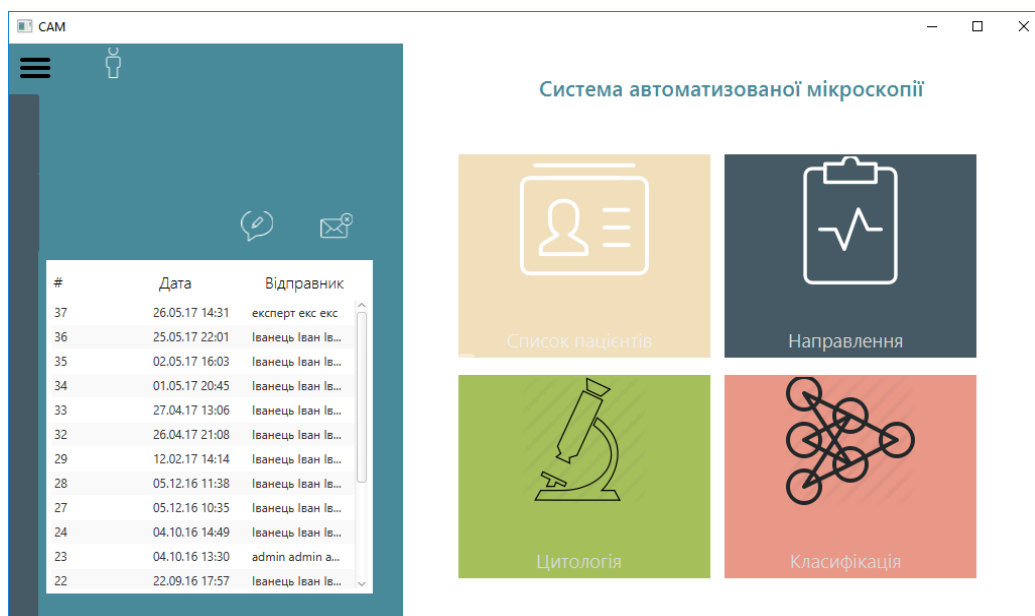 CAM
Система автоматизованої мікроскопії
# Дата Відправник
37 26.05.17 14:31 експерт екс екс
36 25.05.17 22:01 Іванець Іван Ів...
35 02.05.17 16:03 Іванець Іван Ів...
34 01.05.17 20:45 Іванець Іван Ів...
33 27.04.17 13:06 Іванець Іван Ів...
32 26.04.17 21:08 Іванець Іван Ів...
29 12.02.17 14:14 Іванець Іван Ів...
28 05.12.16 11:38 Іванець Іван Ів...
27 05.12.16 10:35 Іванець Іван Ів...
24 04.10.16 14:49 Іванець Іван Ів...
23 04.10.16 13:30 admin admin a...
22 22.09.16 17:57 Іванець Іван Ів...
Список пацієнтів
Направлення
Цитологія
Класифікація